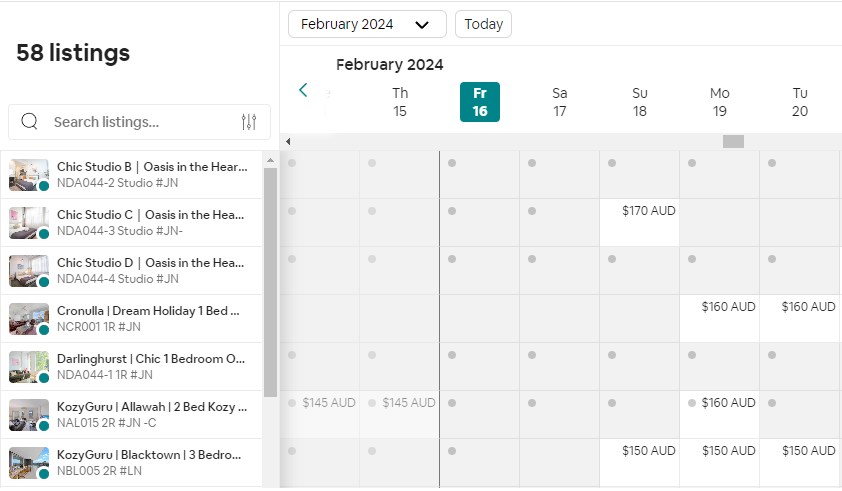 58 listings
Search listings...
February 2024
Today
February 2024
Th
15
Fr
16
Sa
17
Su
18
Mo
19
Tu
20
Chic Studio B | Oasis in the Hear...
NDA044-2 Studio #JN
Chic Studio C | Oasis in the Hea...
NDA044-3 Studio #JN-
$170 AUD
Chic Studio D | Oasis in the Hea...
NDA044-4 Studio #JN
Cronulla | Dream Holiday 1 Bed ...
NCR001 1R #JN
$160 AUD
$160 AUD
Darlinghurst | Chic 1 Bedroom O...
NDA044-1 1R #JN
KozyGuru | Allawah | 2 Bed Kozy ...
NAL015 2R #JN -C
$145 AUD
$145 AUD
$160 AUD
KozyGuru | Blacktown | 3 Bedro...
NBL005 2R #LN
$150 AUD
$150 AUD
$150 AUD